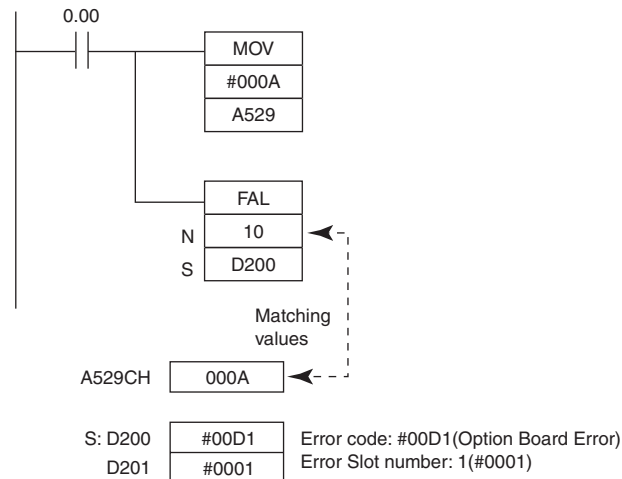 0.00
MOV
#000A
A529
FAL
N 10
S D200
Matching
values
A529CH 000A
S: D200 #00D1 Error code: #00D1(Option Board Error)
D201 #0001 Error Slot number: 1(#0001)